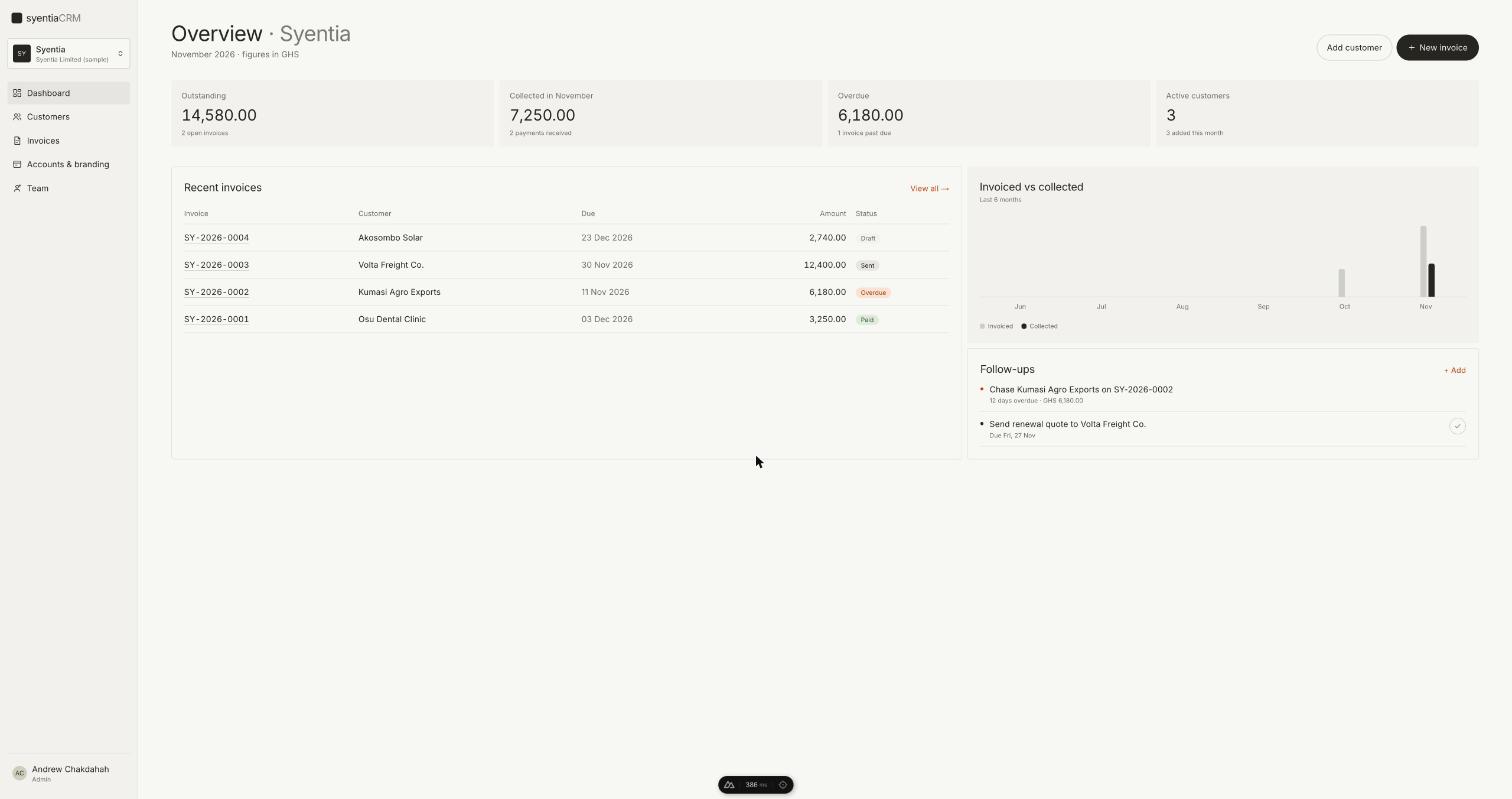 syentiaCRM
SY
Syentia
Syentia Limited (sample)
Dashboard
Customers
Invoices
Accounts & branding
Team
AC
Andrew Chakdahah
Admin
Overview · Syentia
November 2026 · figures in GHS
Add customer
+ New invoice
Outstanding
14,580.00
2 open invoices
Collected in November
7,250.00
2 payments received
Overdue
6,180.00
1 invoice past due
Active customers
3
3 added this month
Recent invoices
View all →
Invoice Customer Due Amount Status
SY-2026-0004 Akosombo Solar 23 Dec 2026 2,740.00 Draft
SY-2026-0003 Volta Freight Co. 30 Nov 2026 12,400.00 Sent
SY-2026-0002 Kumasi Agro Exports 11 Nov 2026 6,180.00 Overdue
SY-2026-0001 Osu Dental Clinic 03 Dec 2026 3,250.00 Paid
Invoiced vs collected
Last 6 months
Jun Jul Aug Sep Oct Nov
Invoiced Collected
Follow-ups
+ Add
Chase Kumasi Agro Exports on SY-2026-0002
12 days overdue · GHS 6,180.00
Send renewal quote to Volta Freight Co.
Due Fri, 27 Nov
386 ms